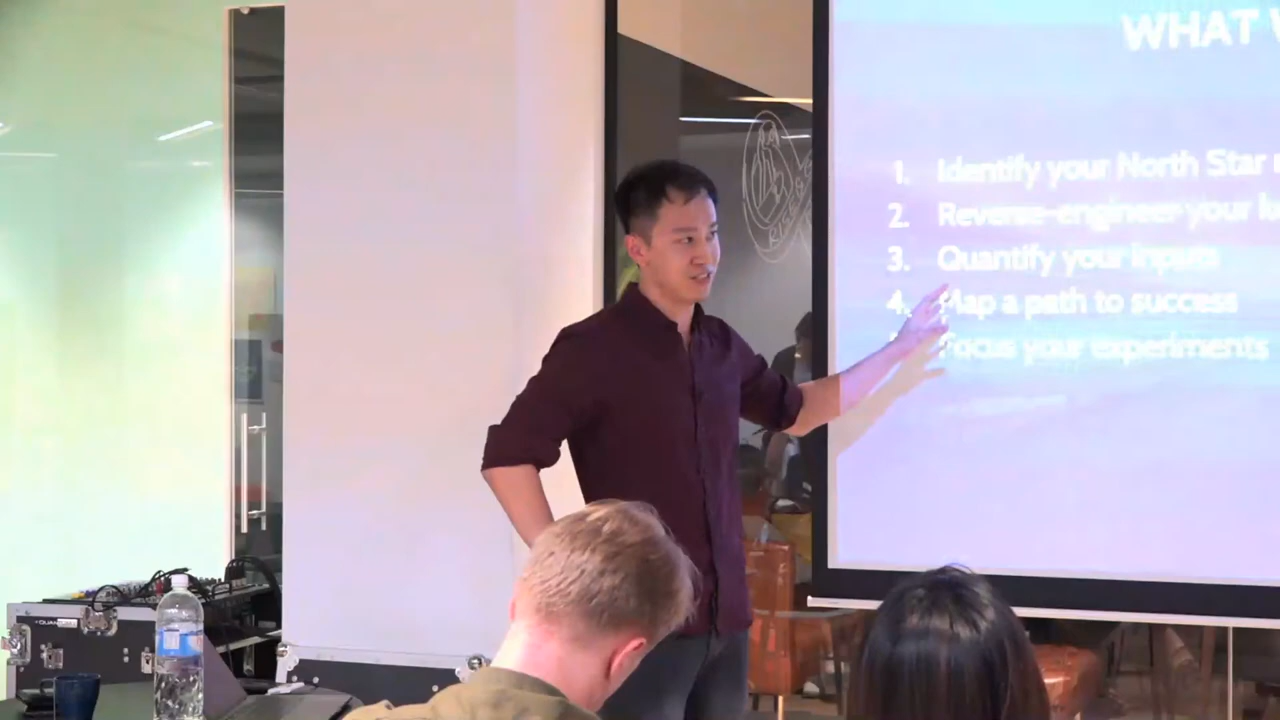 WHAT
1. Identify your North Star
2. Reverse-engineer your
3. Quantify your inputs
4. Map a path to success
Focus your experiments